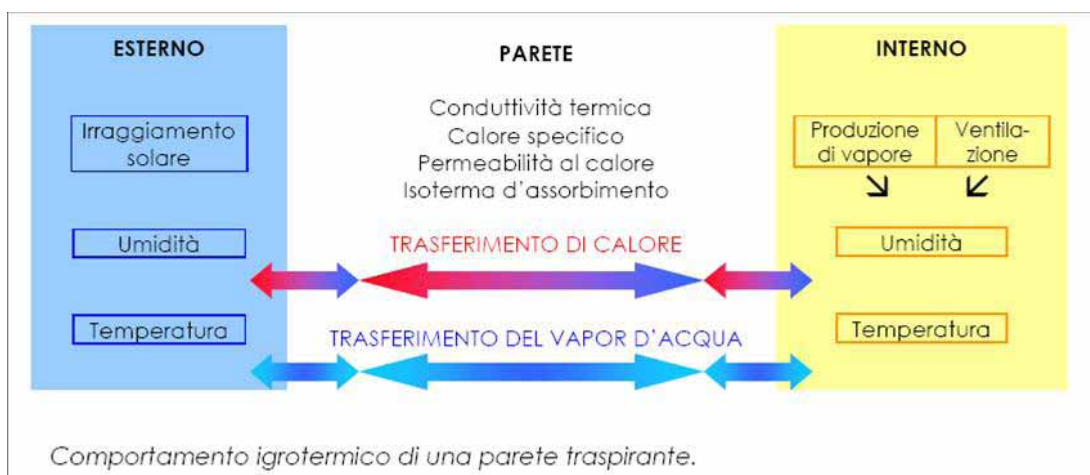 ESTERNO
PARETE
INTERNO
Irraggiamento
solare
Umidità
Temperatura
Conduttività termica
Calore specifico
Permeabilità al calore
Isoterma d'assorbimento
TRASFERIMENTO DI CALORE
TRASFERIMENTO DEL VAPOR D'ACQUA
Produzione
di vapore
Ventila-
zione
Umidità
Temperatura
Comportamento igrotermico di una parete traspirante.